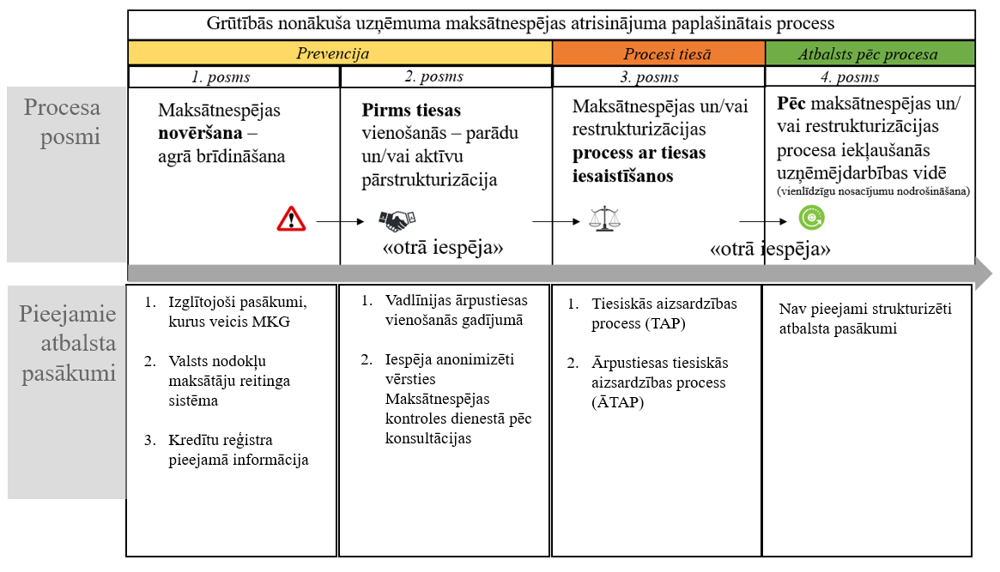 Grūtībās nonākuša uzņēmuma maksātnespējas atrisinājuma paplašinātais process
Prevencija
Procesi tiesā
Atbalsts pēc procesa
1. posms
2. posms
3. posms
4. posms
Procesa
posmi
Maksātnespējas
novēršana –
agrā brīdināšana
Pirms tiesas
vienošanās – parādu
un/vai aktīvu
pārstrukturizācija
Maksātnespējas un/vai
restrukturizācijas
process ar tiesas
iesaistīšanos
Pēc maksātnespējas un/
vai restrukturizācijas
procesa iekļaušanās
uzņēmējdarbības vidē
(vienlīdzīgu nosacījumu nodrošināšana)
«otrā iespēja»
«otrā iespēja»
Pieejamie
atbalsta
pasākumi
1. Izglītojoši pasākumi,
kurus veicis MKG
2. Valsts nodokļu
maksātāju reitinga
sistēma
3. Kredītu reģistra
pieejamā informācija
1. Vadlīnijas ārpustiesas
vienošanās gadījumā
2. Iespēja anonimizēti
vērsties
Maksātnespējas
kontroles dienestā pēc
konsultācijas
1. Tiesiskās aizsardzības
process (TAP)
2. Ārpustiesas tiesiskās
aizsardzības process
(ĀTAP)
Nav pieejami strukturizēti
atbalsta pasākumi